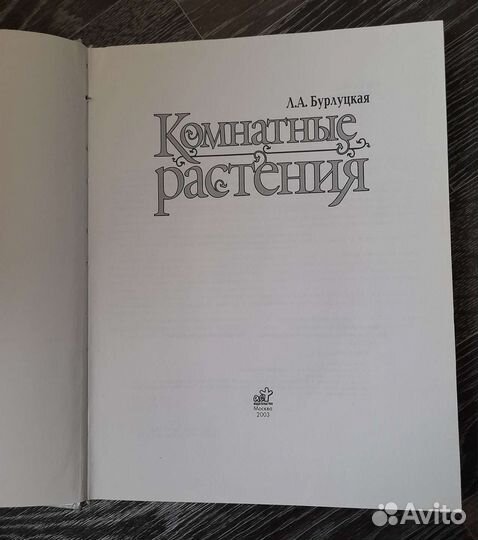 Л.А. Бурлуцкая
Комнатные
растения
Москва
2003
Avito